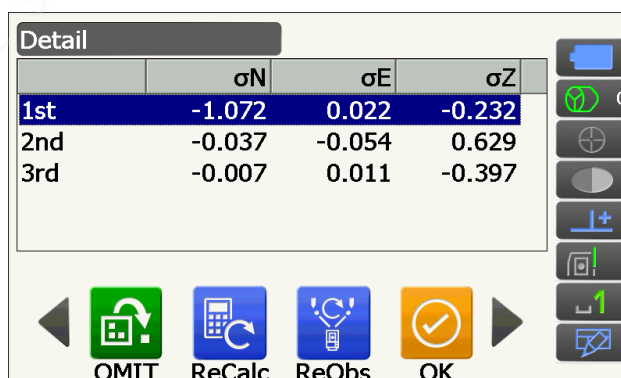 Detail
σN σE σZ
1st -1.072 0.022 -0.232
2nd -0.037 -0.054 0.629
3rd -0.007 0.011 -0.397
OMIT ReCalc ReObs OK
1